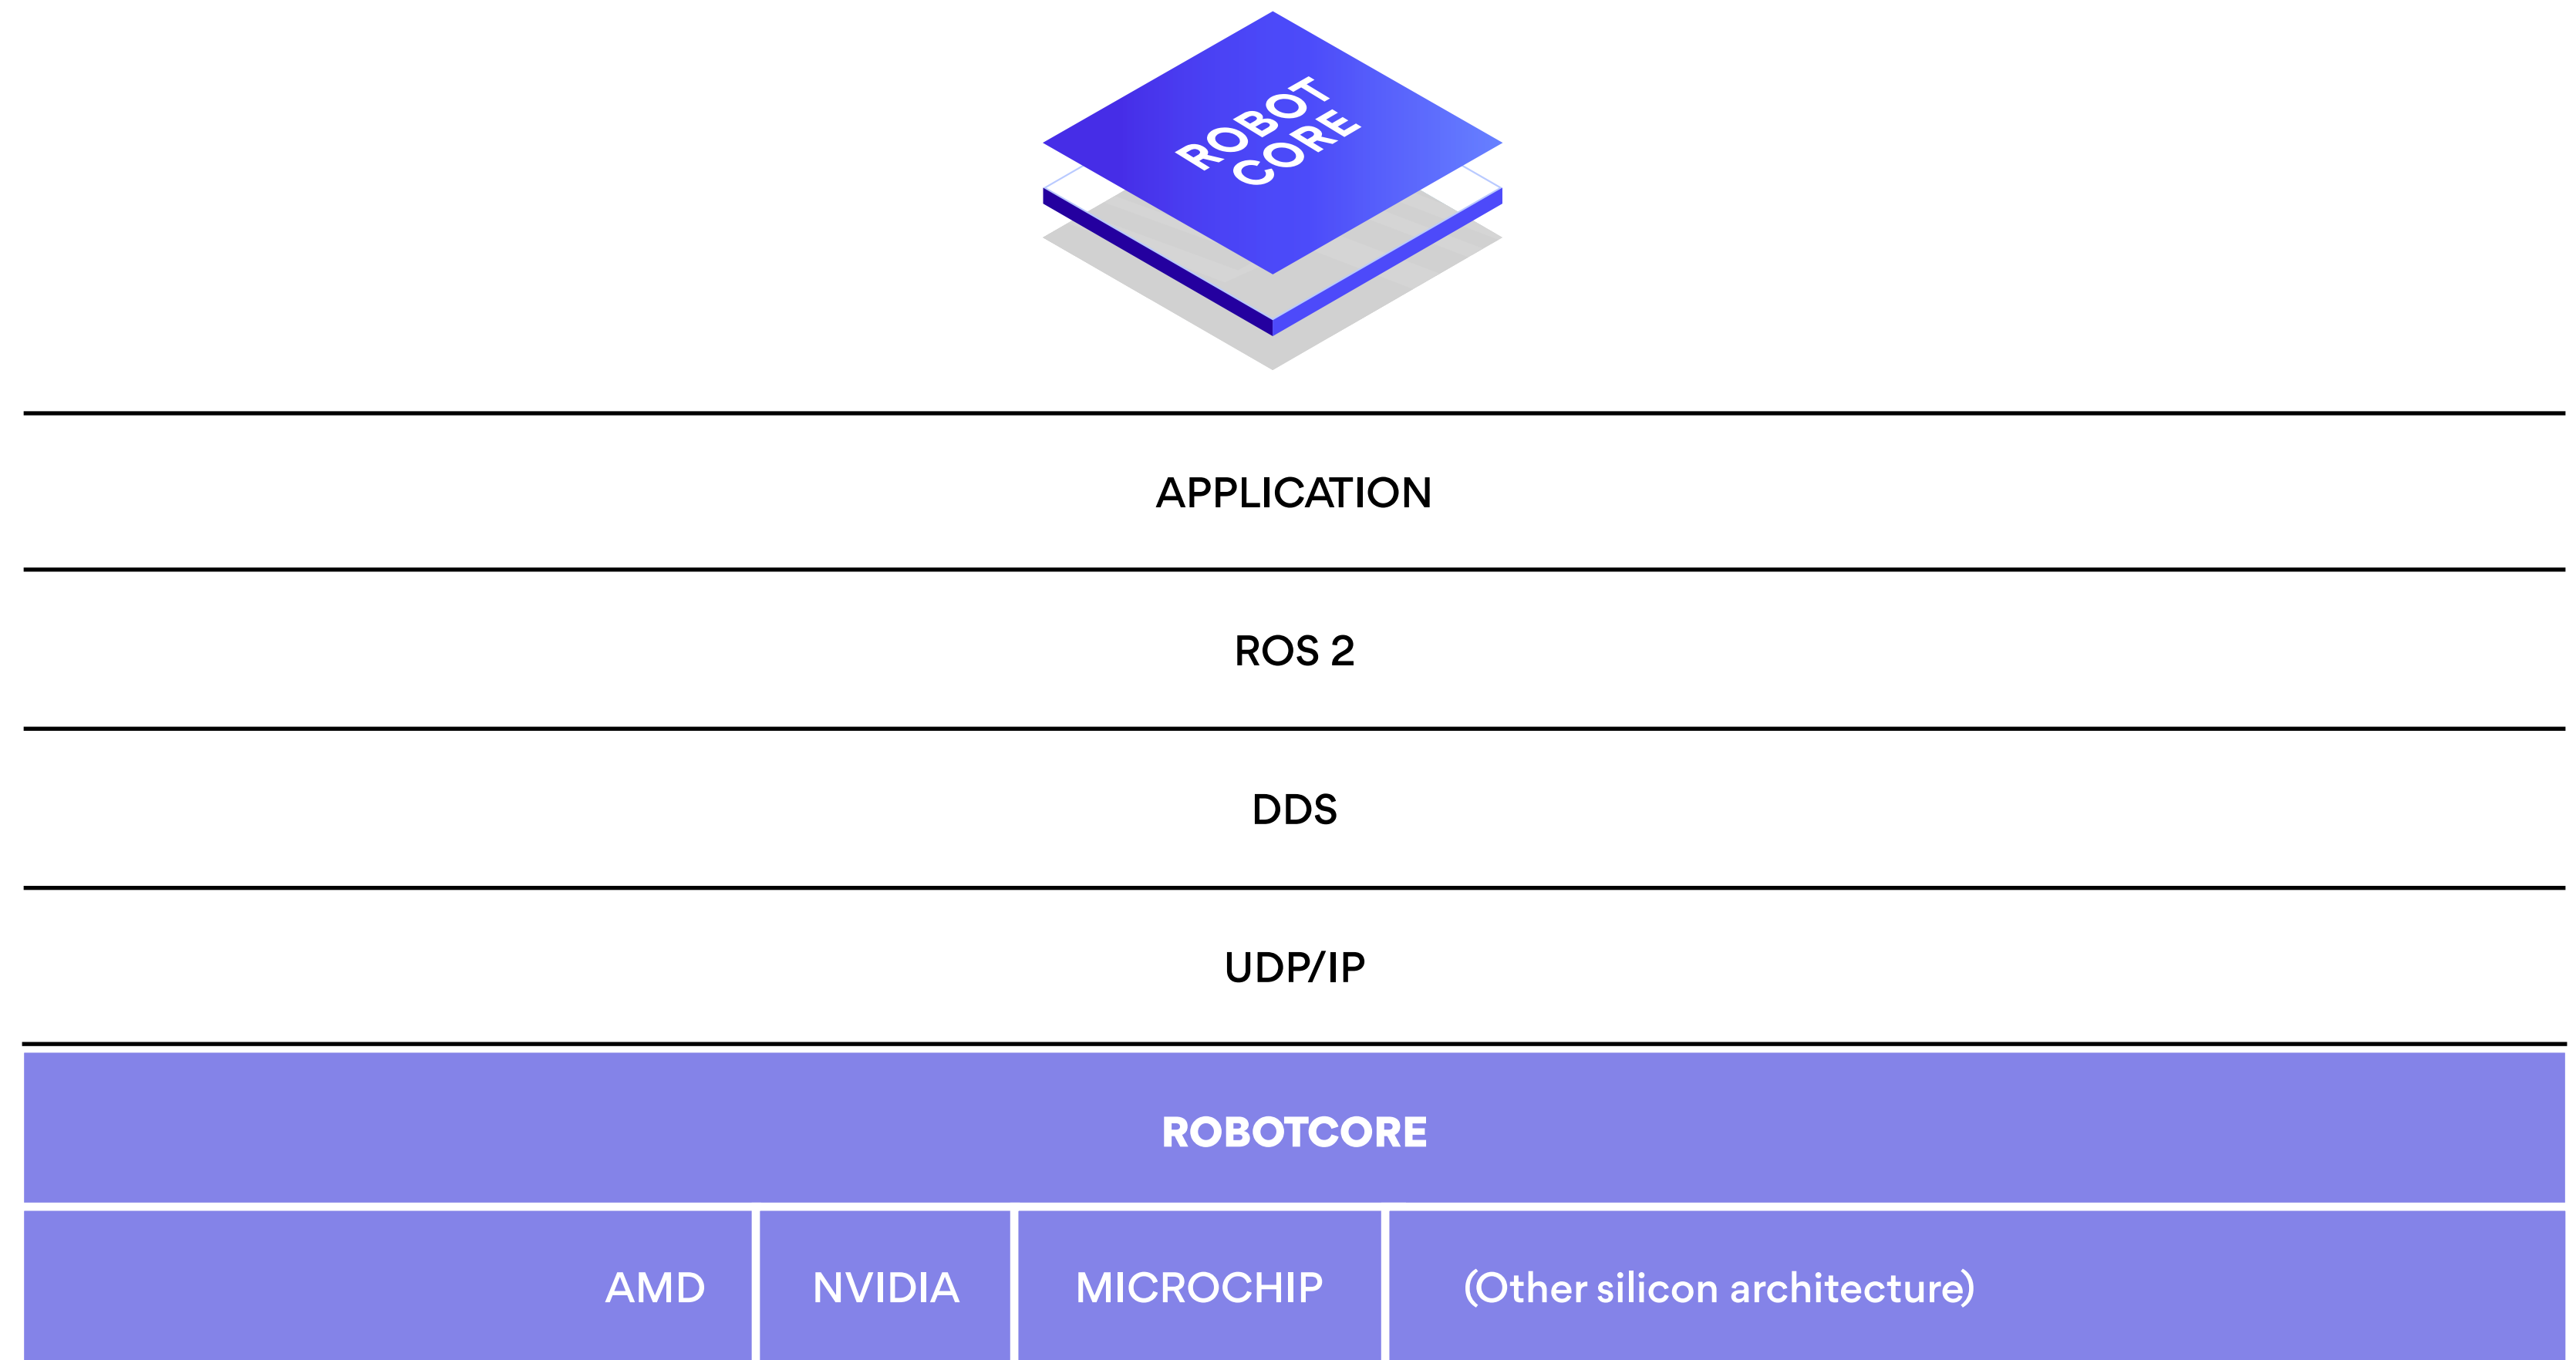 ROBOT
CORE
APPLICATION
ROS 2
DDS
UDP/IP
ROBOTCORE
AMD NVIDIA MICROCHIP (Other silicon architecture)